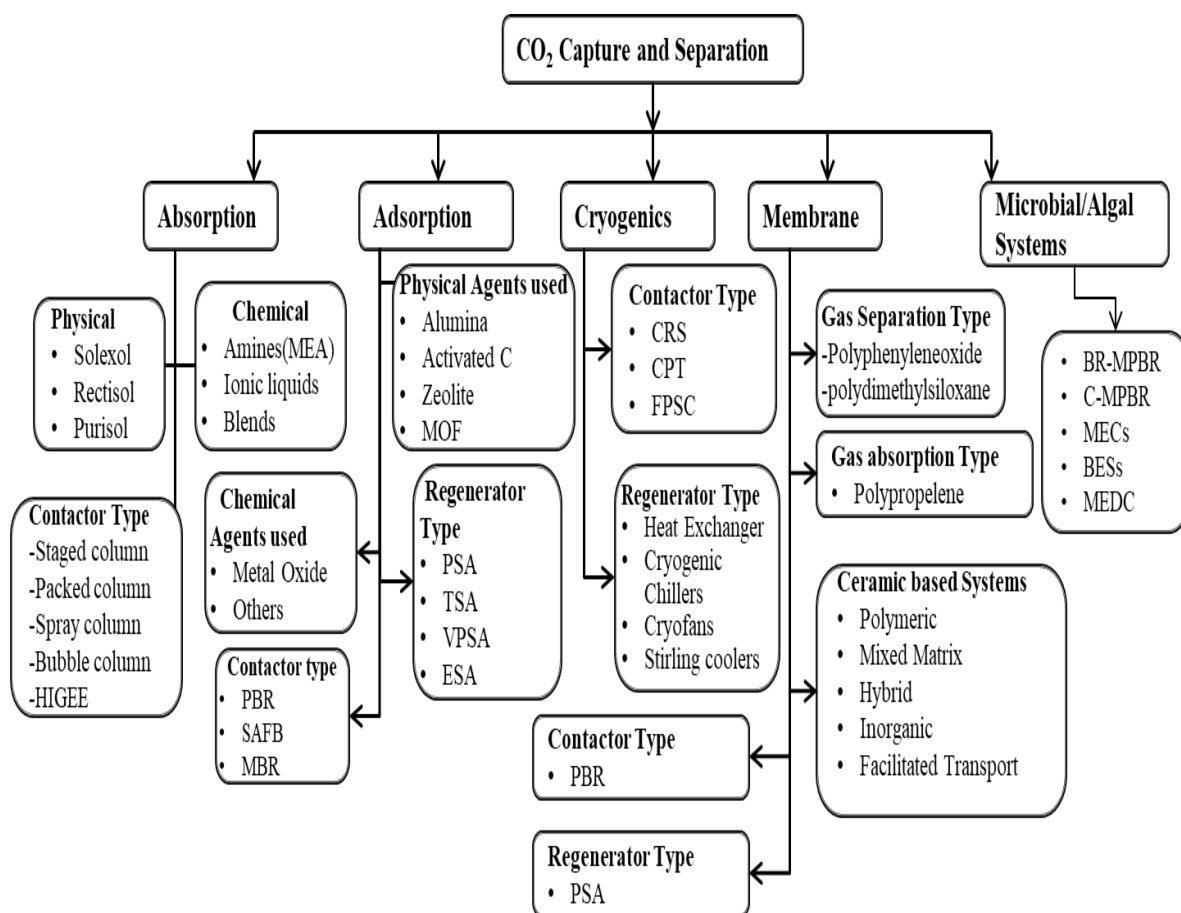 CO₂ Capture and Separation
Absorption
Adsorption
Cryogenics
Membrane
Microbial/Algal
Systems
Physical
• Solexol
• Rectisol
• Purisol
Chemical
• Amines(MEA)
• Ionic liquids
• Blends
Contactor Type
-Staged column
-Packed column
-Spray column
-Bubble column
-HIGEE
Physical Agents used
• Alumina
• Activated C
• Zeolite
• MOF
Chemical
Agents used
• Metal Oxide
• Others
Regenerator
Type
• PSA
• TSA
• VPSA
• ESA
Contactor type
• PBR
• SAFB
• MBR
Contactor Type
• CRS
• CPT
• FPSC
Regenerator Type
• Heat Exchanger
• Cryogenic
Chillers
• Cryofans
• Stirling coolers
Gas Separation Type
-Polyphenyleneoxide
-polydimethylsiloxane
Gas absorption Type
• Polypropelene
Ceramic based Systems
• Polymeric
• Mixed Matrix
• Hybrid
• Inorganic
• Facilitated Transport
Contactor Type
• PBR
Regenerator Type
• PSA
• BR-MPBR
• C-MPBR
• MECs
• BESs
• MEDC